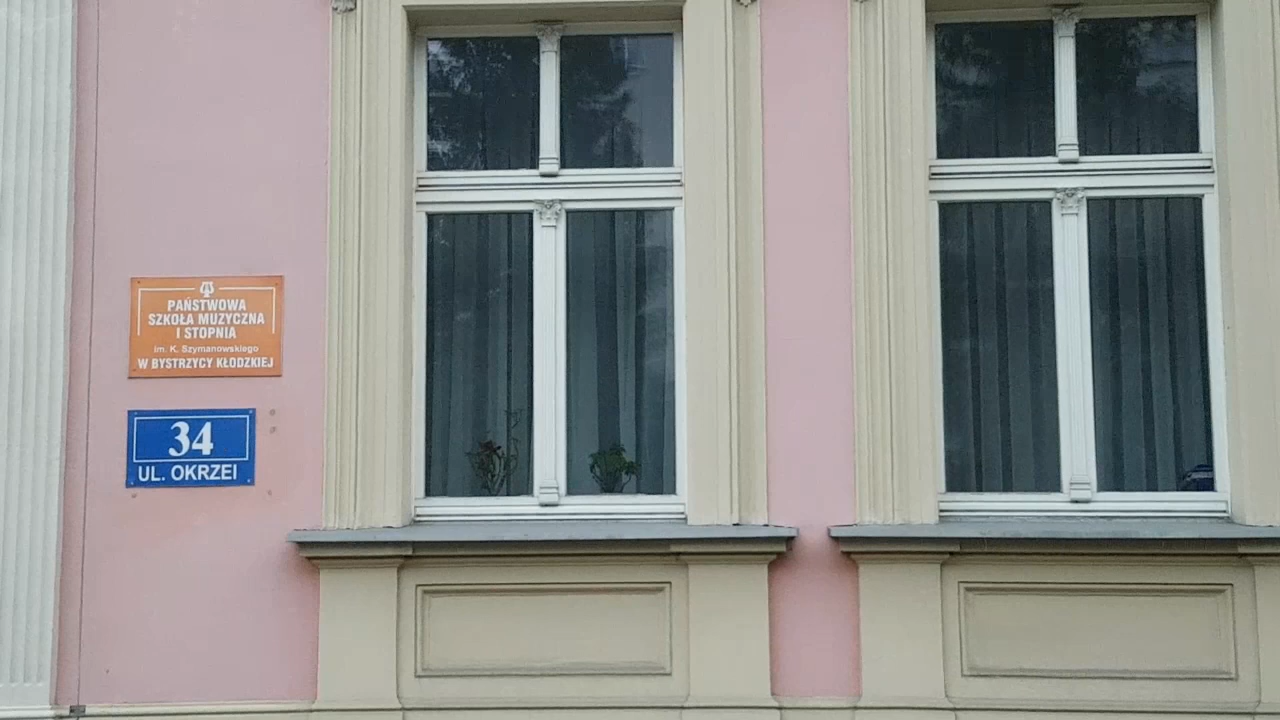 PAŃSTWOWA
SZKOŁA MUZYCZNA
I STOPNIA
im. K. Szymanowskiego
W BYSTRZYCY KŁODZKIEJ
34
UL. OKRZEI